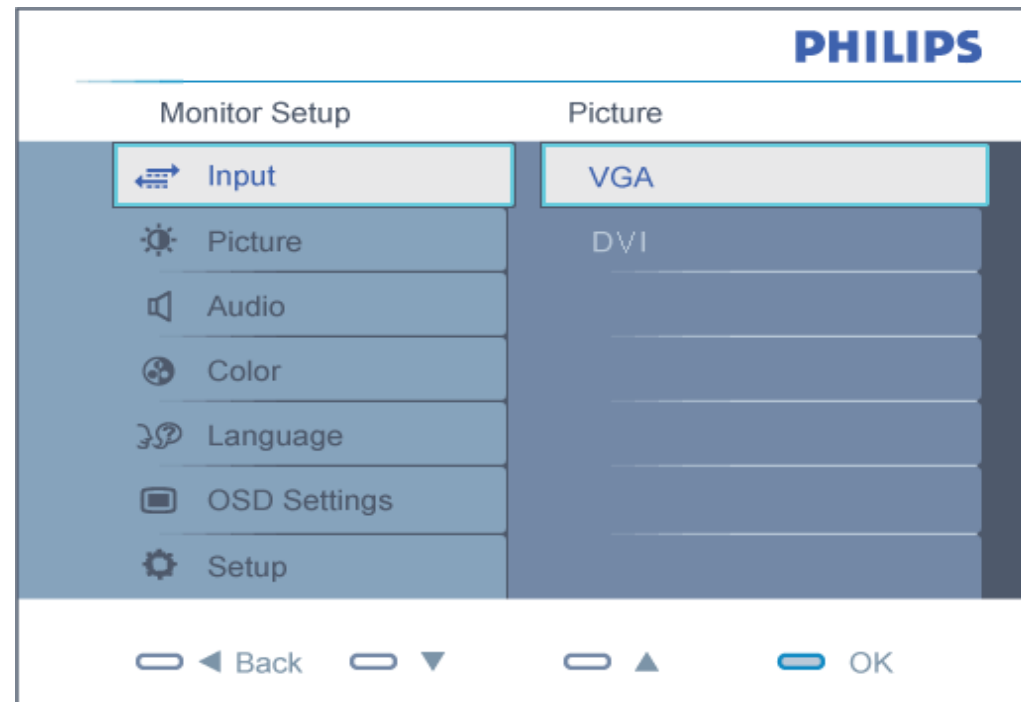 PHILIPS
Monitor Setup Picture
Input VGA
Picture DVI
Audio
Color
Language
OSD Settings
Setup
Back OK